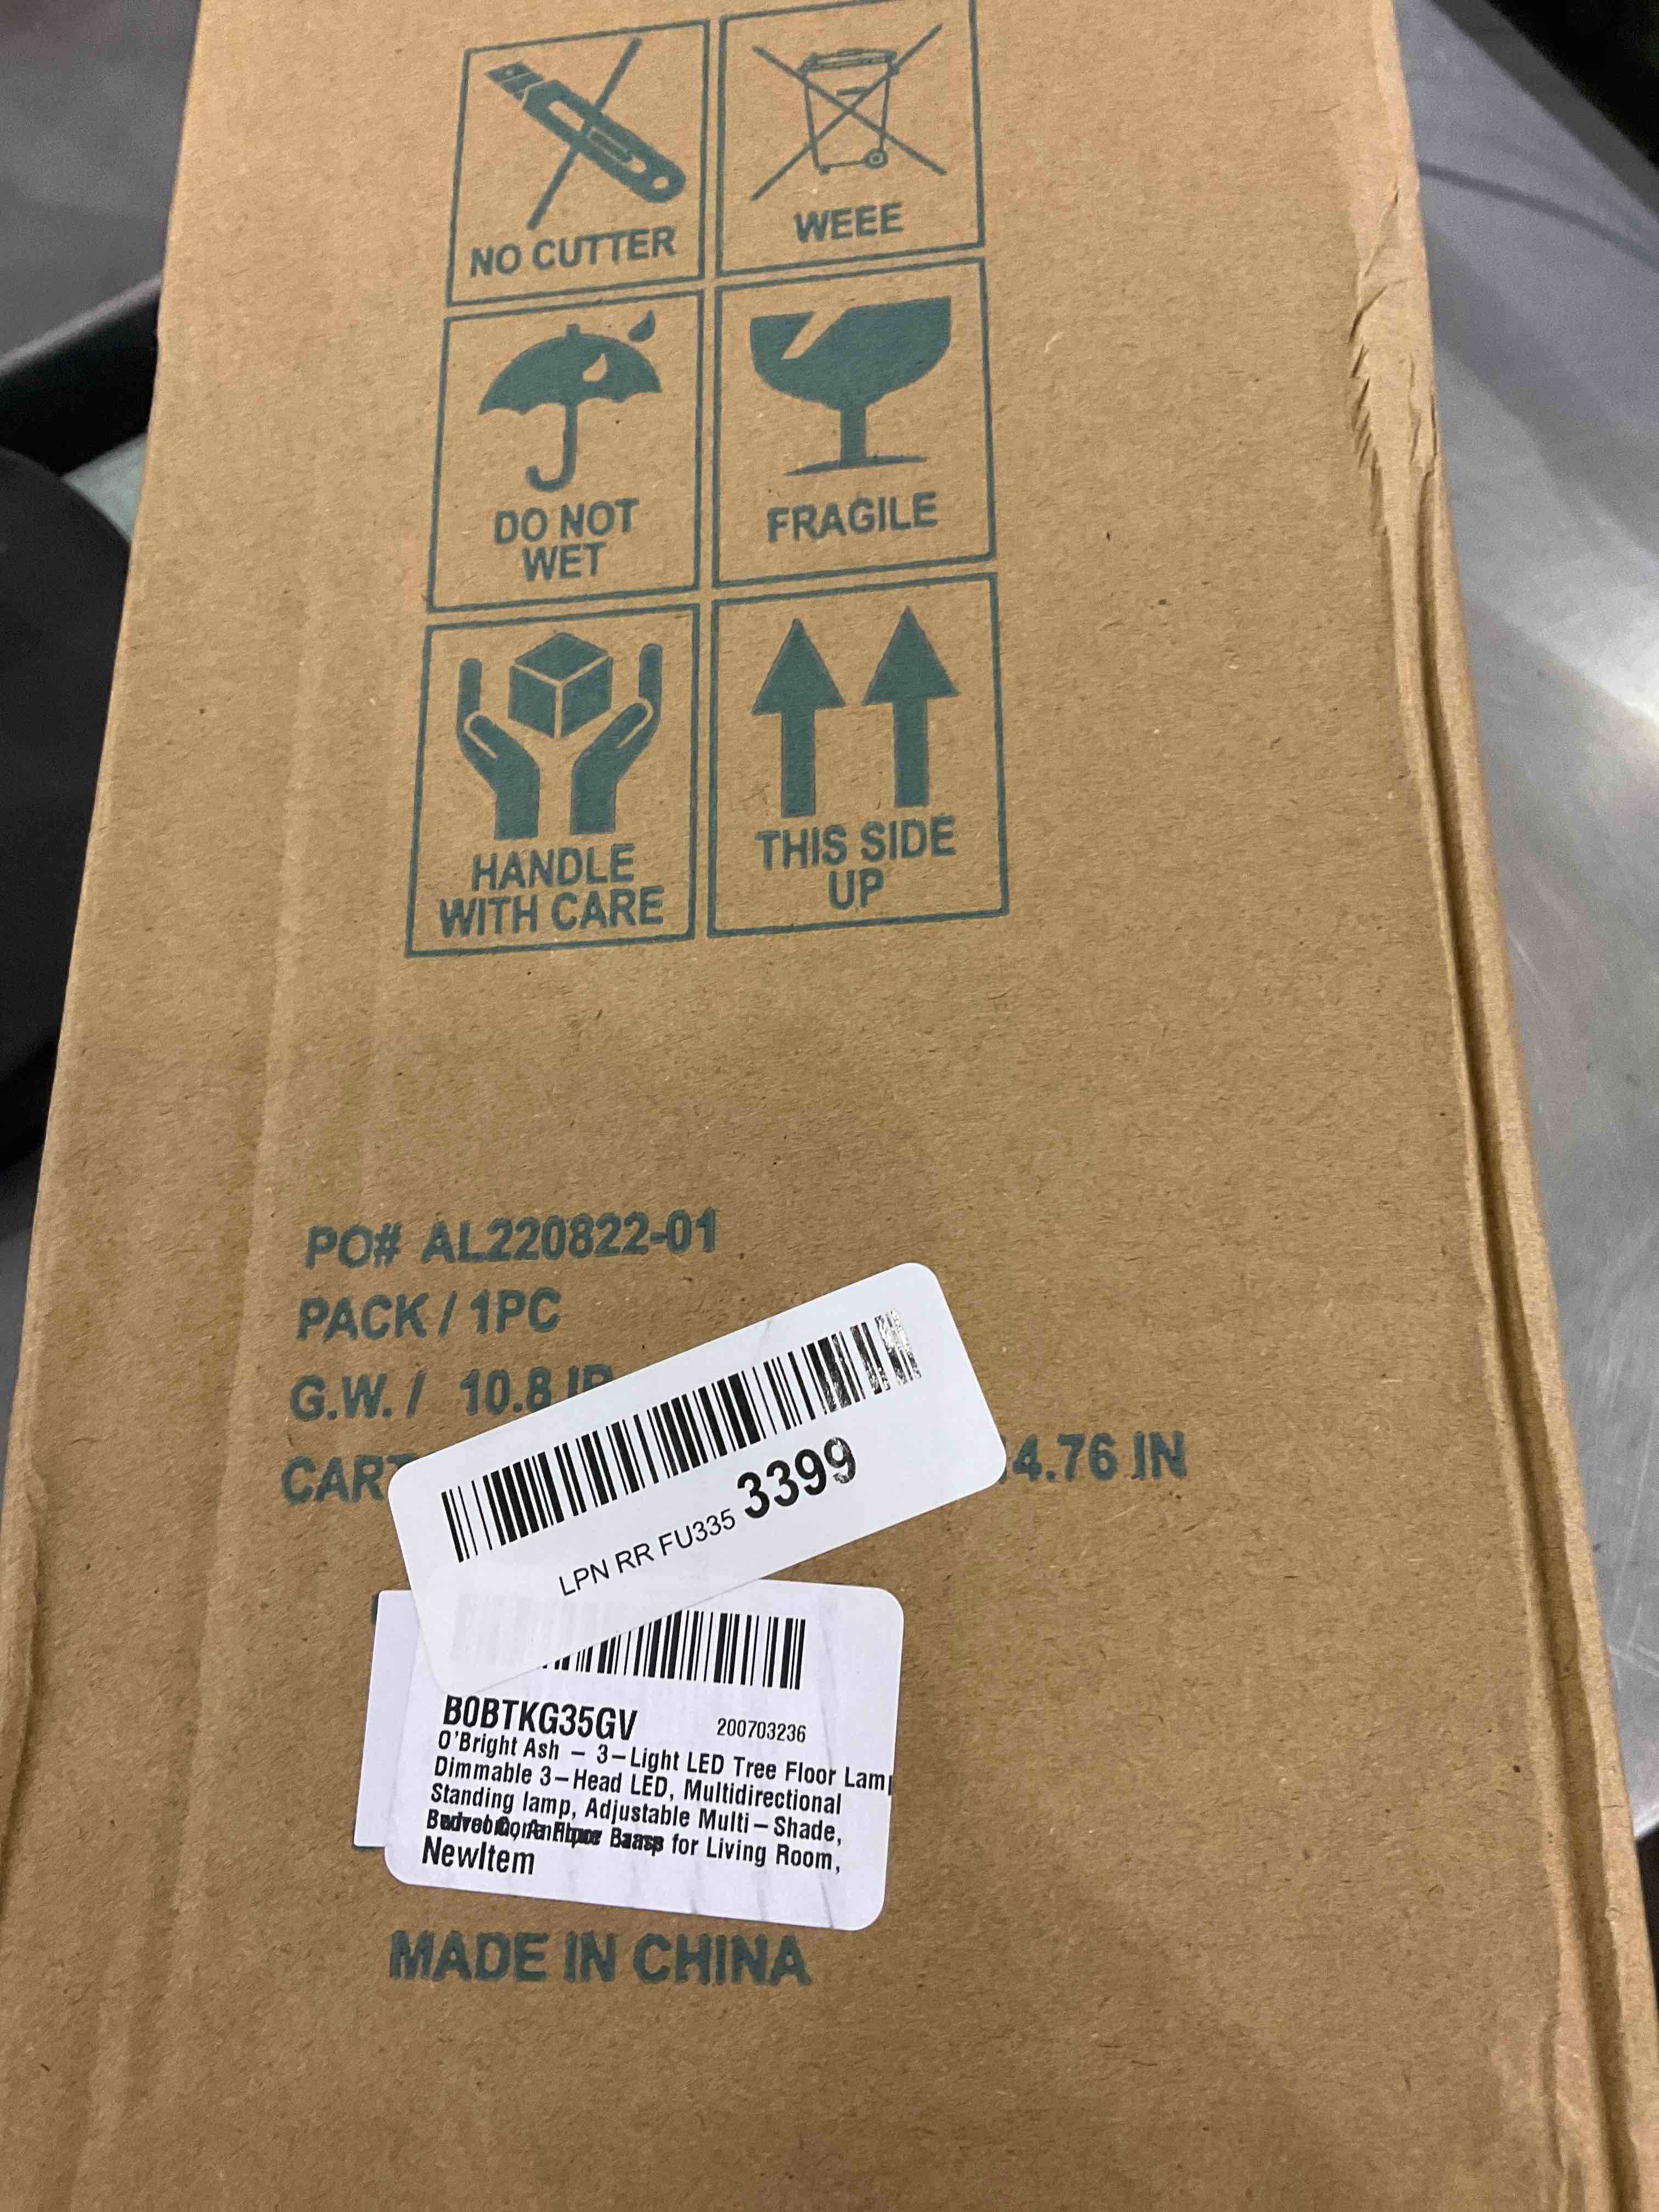 NO CUTTER
WEEE
DO NOT
WET
FRAGILE
HANDLE
WITH CARE
THIS SIDE
UP
PO# AL220822-01
PACK / 1PC
G.W. / 10.8
4.76 IN
LPN RR FU335 3399
B0BTKG35GV 200703236
O'Bright Ash - 3-Light LED Tree Floor Lam
Dimmable 3-Head LED, Multidirectional
Standing lamp, Adjustable Multi-Shade,
for Living Room,
NewItem
MADE IN CHINA